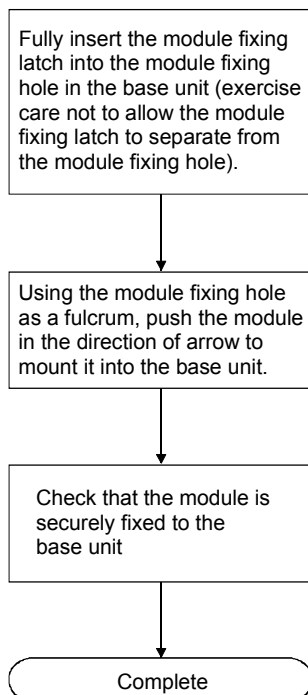 Fully insert the module fixing
latch into the module fixing
hole in the base unit (exercise
care not to allow the module
fixing latch to separate from
the module fixing hole).
Using the module fixing hole
as a fulcrum, push the module
in the direction of arrow to
mount it into the base unit.
Check that the module is
securely fixed to the
base unit
Complete